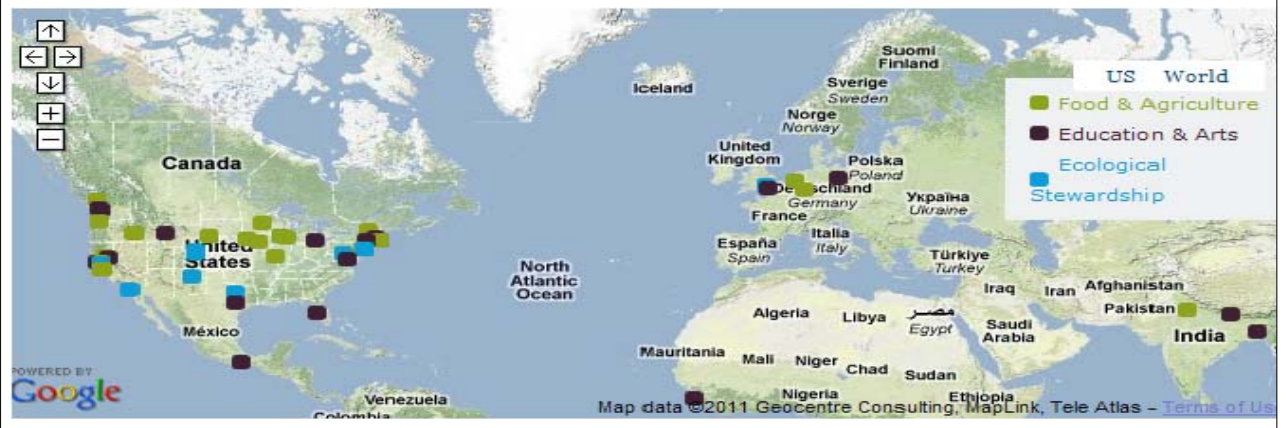 US World
Food & Agriculture
Education & Arts
Ecological
Stewardship
Canada
United
States
México
Venezuela
Colombia
North
Atlantic
Ocean
Iceland
Suomi
Finland
Sverige
Sweden
Norge
Norway
United
Kingdom
Polska
Poland
Deutschland
Germany
Україна
Ukraine
France
España
Spain
Italia
Italy
Türkiye
Turkey
Algeria
Libya
مصر
Egypt
Iraq
Iran
Afghanistan
Pakistan
Saudi
Arabia
India
Mauritania
Mali
Niger
Chad
Sudan
Nigeria
Ethiopia
POWERED BY
Google
Map data ©2011 Geocentre Consulting, MapLink, Tele Atlas - Terms of Us